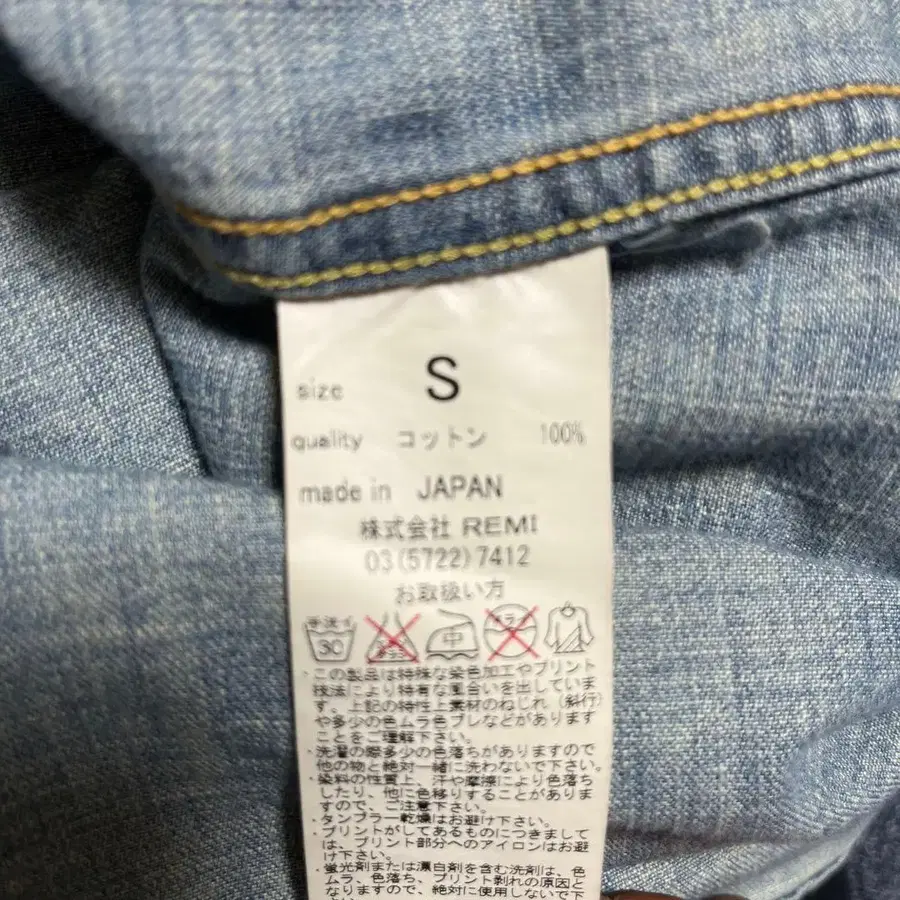 size S
quality コットン 100%
made in JAPAN
株式会社 REMI
03(5722)7412
お取扱い方
手洗イ 30 エンソサラシ 中 ドライ
・この製品は特殊な染色加工やプリント
技法により特有な風合いを出していま
す。上記の特性上素材のねじれ（斜行）
や多少の色ムラ色ブレなどがあります
ことをご理解下さい。
・洗濯の際多少の色落ちがありますので
他の物と絶対一緒に洗わないで下さい。
・染料の性質上、汗や摩擦により色落ち
したり、他に色移りすることがありま
すので、ご注意下さい。
・タンブラー乾燥はお避け下さい。
・プリントがしてあるものにつきまして
は、プリント部分へのアイロンはお避
け下さい。
・蛍光剤または漂白剤を含む洗剤は、色
ムラ、色落ち、プリント剥れの原因と
なりますので、絶対に使用しないで下